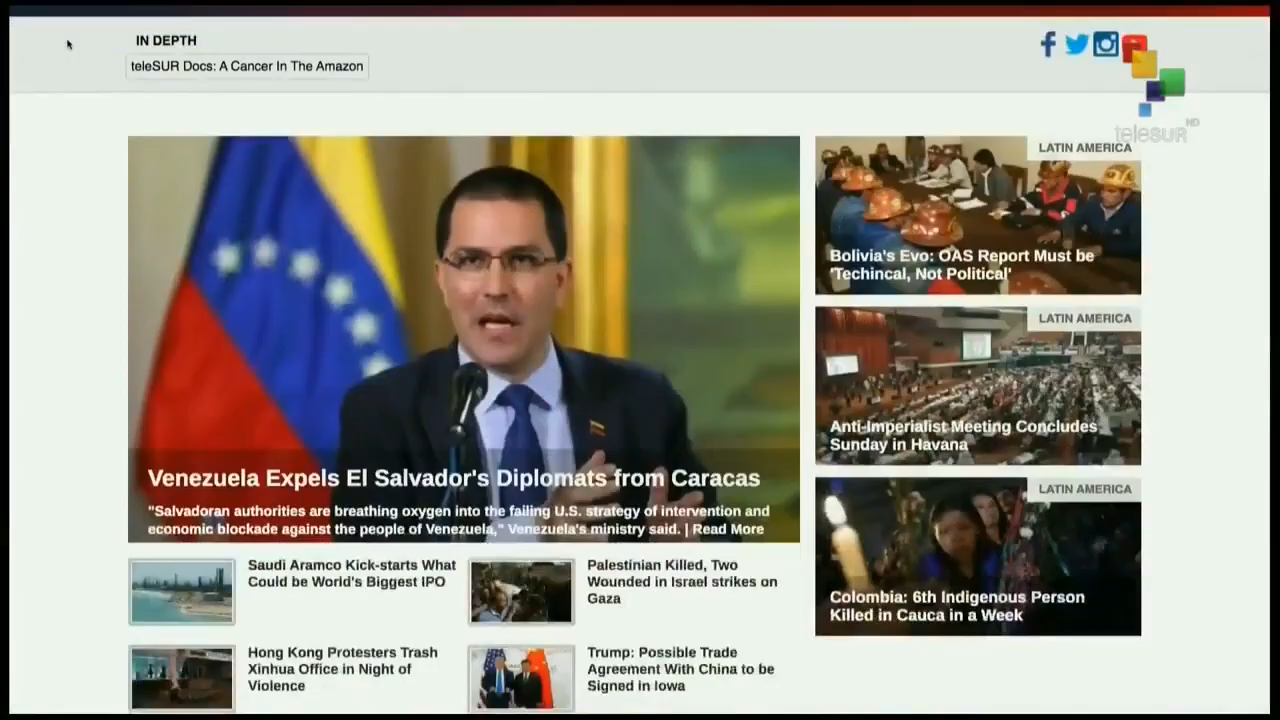 IN DEPTH
teleSUR Docs: A Cancer In The Amazon
teleSUR HD
Venezuela Expels El Salvador's Diplomats from Caracas
"Salvadoran authorities are breathing oxygen into the failing U.S. strategy of intervention and
economic blockade against the people of Venezuela," Venezuela's ministry said. | Read More
LATIN AMERICA
Bolivia's Evo: OAS Report Must be
'Techincal, Not Political'
LATIN AMERICA
Anti-Imperialist Meeting Concludes
Sunday in Havana
LATIN AMERICA
Colombia: 6th Indigenous Person
Killed in Cauca in a Week
Saudi Aramco Kick-starts What
Could be World's Biggest IPO
Palestinian Killed, Two
Wounded in Israel strikes on
Gaza
Hong Kong Protesters Trash
Xinhua Office in Night of
Violence
Trump: Possible Trade
Agreement With China to be
Signed in Iowa